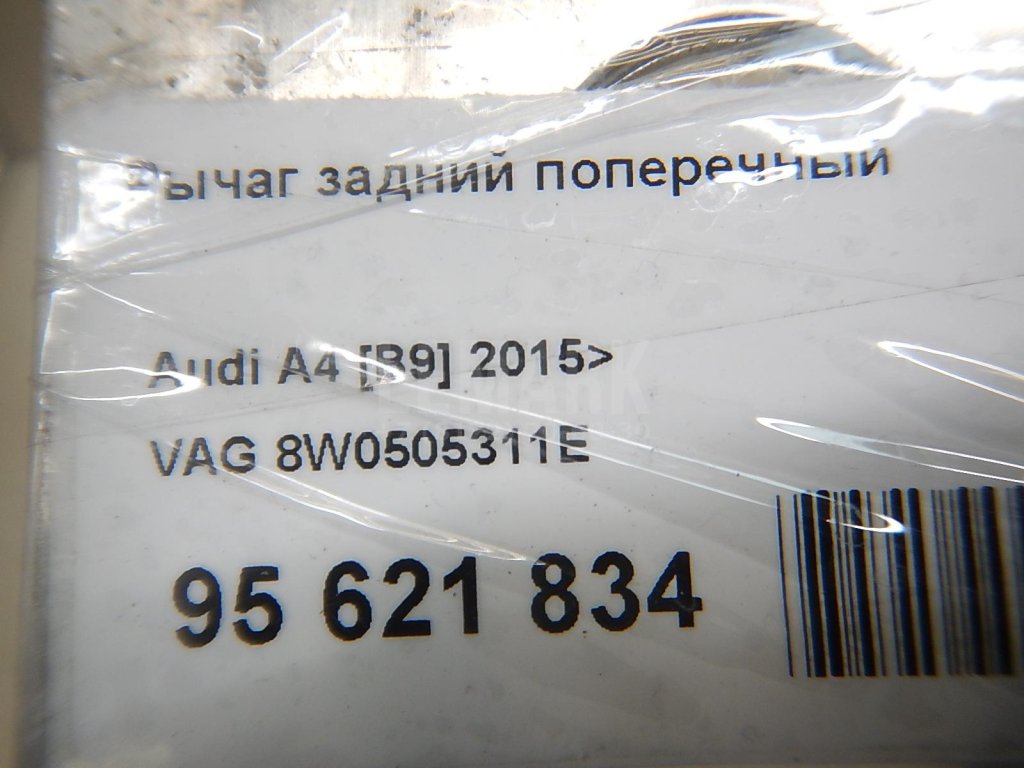 Рычаг задний поперечный
Audi A4 [B9] 2015>
VAG 8W0505311E
95 621 834